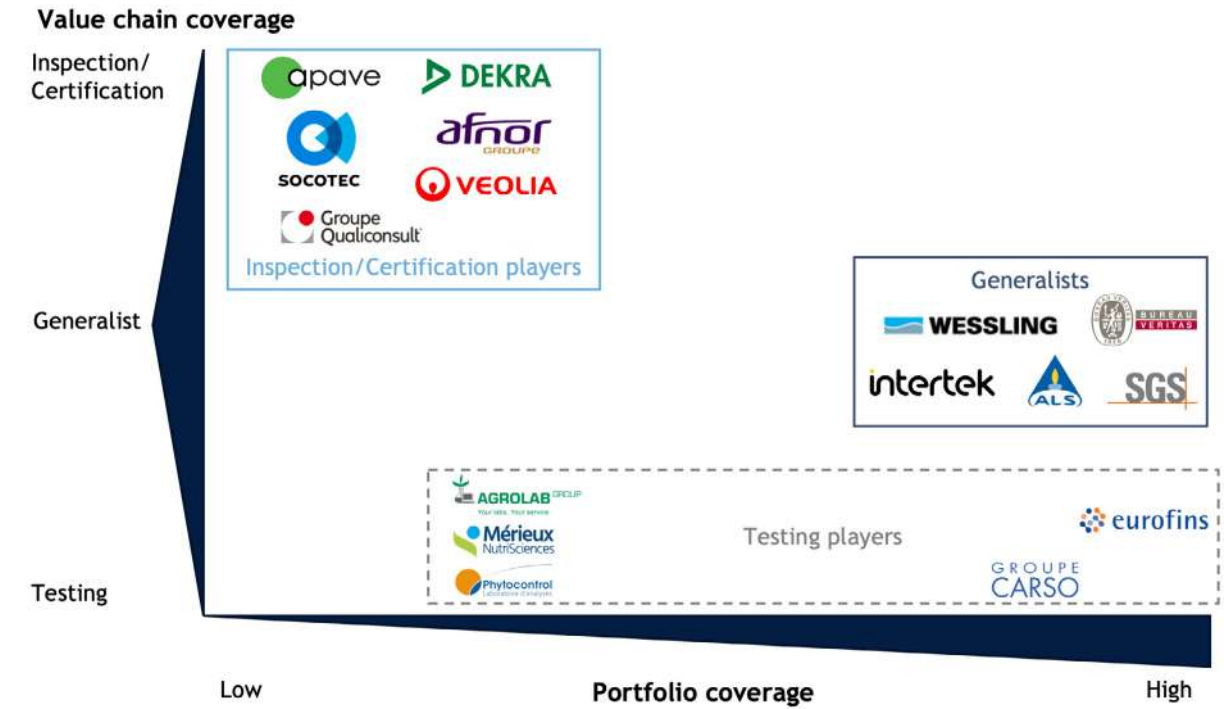 Value chain coverage
Inspection/
Certification
apave
DEKRA
SOCOTEC
afnor
GROUPE
VEOLIA
Groupe
Qualiconsult
Inspection/Certification players
Generalist
Generalists
WESSLING
BUREAU
VERITAS
intertek
ALS
SGS
AGROLAB GROUP
Your labs. Your service
Mérieux
NutriSciences
Phytocontrol
Laboratoire d'analyses
Testing players
eurofins
GROUPE
CARSO
Testing
Low
Portfolio coverage
High